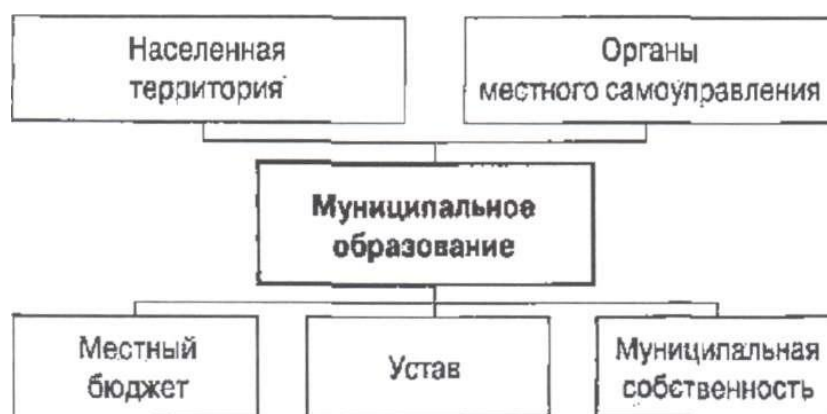 Населенная
территория
Органы
местного самоуправления
Муниципальное
образование
Местный
бюджет
Устав
Муниципальная
собственность